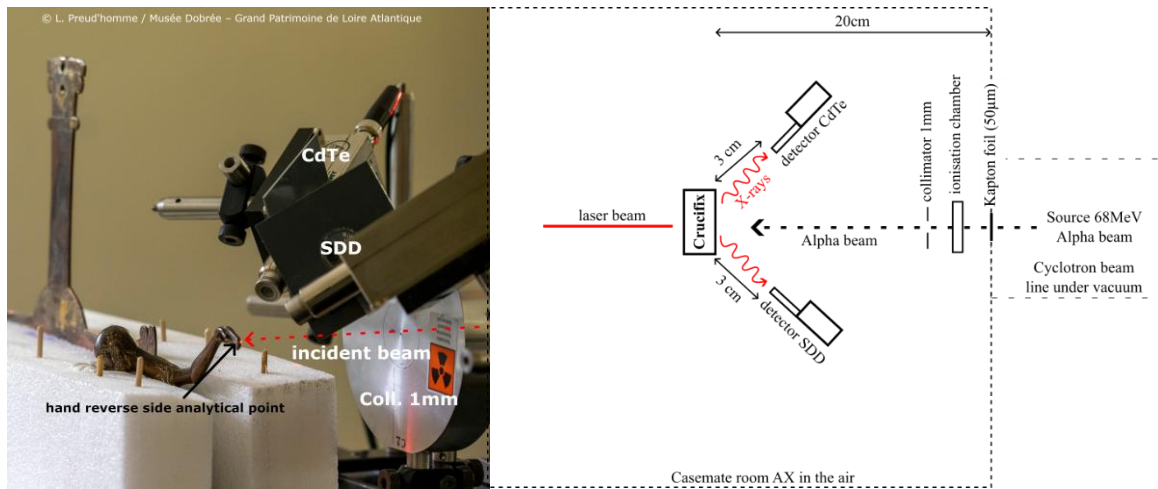 © L. Preud'homme / Musée Dobrée – Grand Patrimoine de Loire Atlantique
CdTe
SDD
incident beam
Coll. 1mm
hand reverse side analytical point
20cm
3 cm
detector CdTe
X-rays
collimator 1mm
ionisation chamber
Kapton foil (50µm)
laser beam
Crucifix
Alpha beam
Source 68MeV
Alpha beam
3 cm
detector SDD
Cyclotron beam
line under vacuum
Casemate room AX in the air